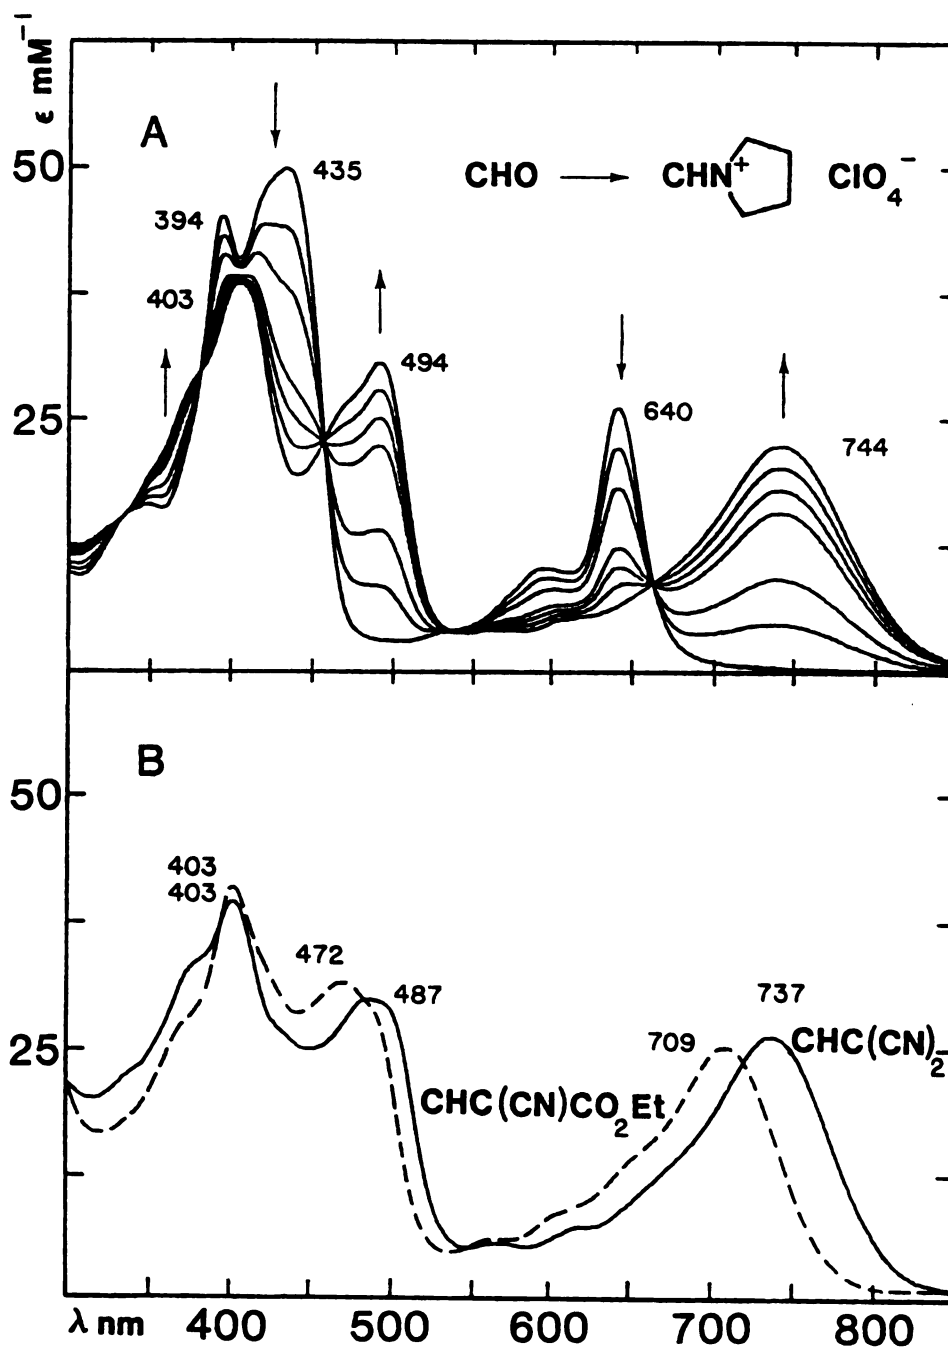 ϵ mM⁻¹
A
50
25
394
403
435
494
640
744
CHO → CHN⁺ ClO₄⁻
B
50
25
403
403
472
487
709
737
CHC(CN)₂
CHC(CN)CO₂Et
λ nm 400 500 600 700 800